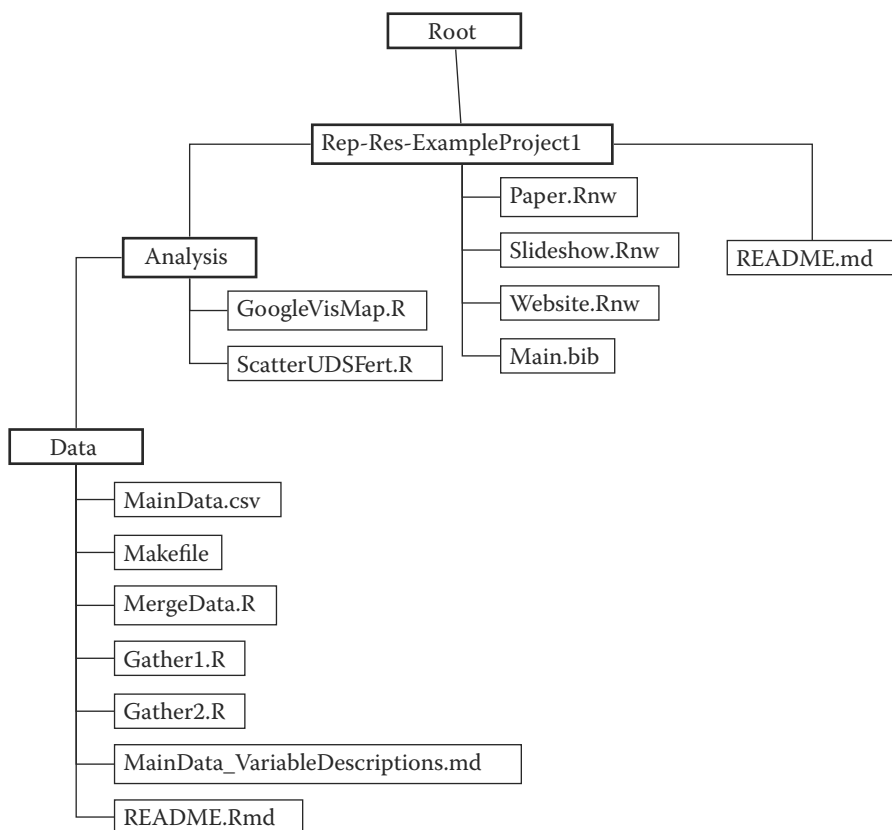 Root
Rep-Res-ExampleProject1
Paper.Rnw
Slideshow.Rnw
Website.Rnw
Main.bib
README.md
Analysis
GoogleVisMap.R
ScatterUDSFert.R
Data
MainData.csv
Makefile
MergeData.R
Gather1.R
Gather2.R
MainData_VariableDescriptions.md
README.Rmd